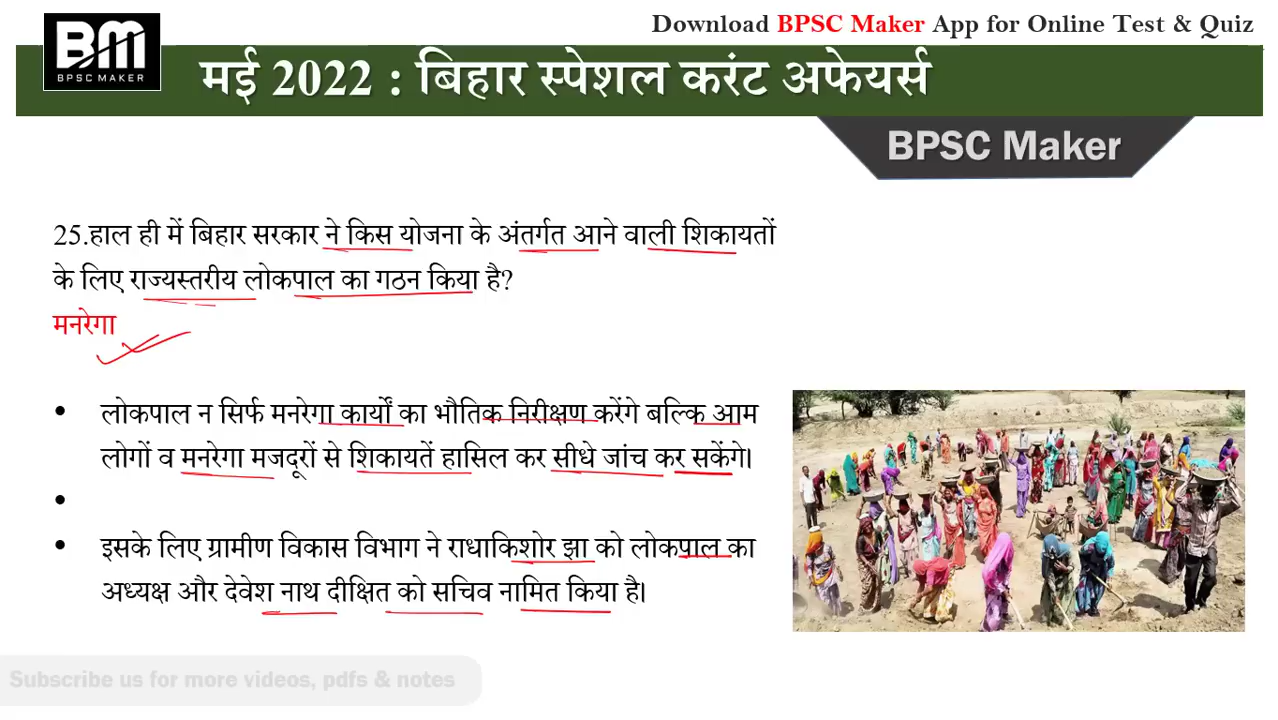 Download BPSC Maker App for Online Test & Quiz
BM
BPSC MAKER
मई 2022 : बिहार स्पेशल करंट अफेयर्स
BPSC Maker
25.हाल ही में बिहार सरकार ने किस योजना के अंतर्गत आने वाली शिकायतों
के लिए राज्यस्तरीय लोकपाल का गठन किया है?
मनरेगा
• लोकपाल न सिर्फ मनरेगा कार्यों का भौतिक निरीक्षण करेंगे बल्कि आम
लोगों व मनरेगा मजदूरों से शिकायतें हासिल कर सीधे जांच कर सकेंगे।
•
• इसके लिए ग्रामीण विकास विभाग ने राधाकिशोर झा को लोकपाल का
अध्यक्ष और देवेश नाथ दीक्षित को सचिव नामित किया है।
Subscribe us for more videos, pdfs & notes